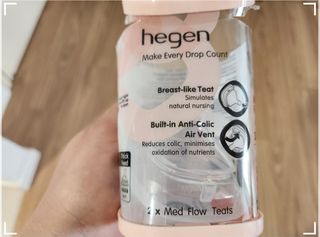 hegen
Make Every Drop Count
Breast-like Teat
Simulates
natural nursing
Built-in Anti-Colic
Air Vent
Reduces colic, minimises
oxidation of nutrients
2 x Med Flow Teats